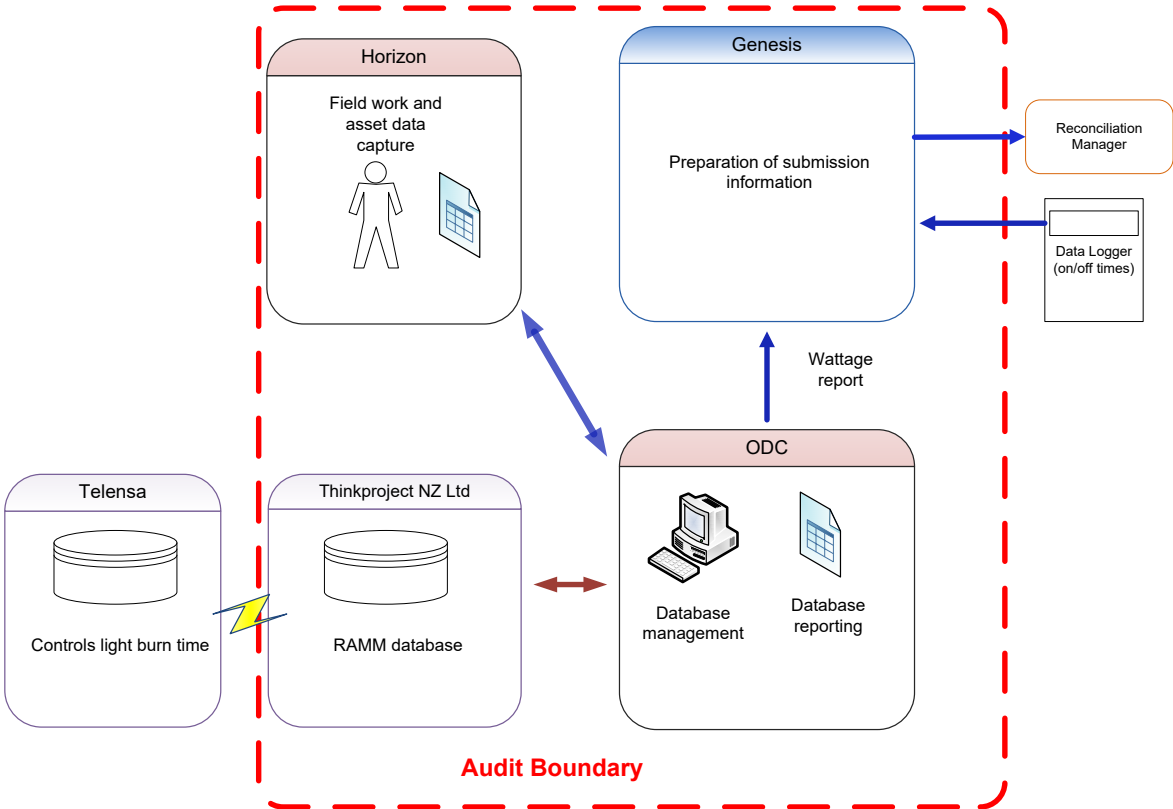 Horizon
Field work and
asset data
capture
Genesis
Preparation of submission
information
Reconciliation
Manager
Data Logger
(on/off times)
Wattage
report
ODC
Database
management
Database
reporting
Telensa
Controls light burn time
Thinkproject NZ Ltd
RAMM database
Audit Boundary